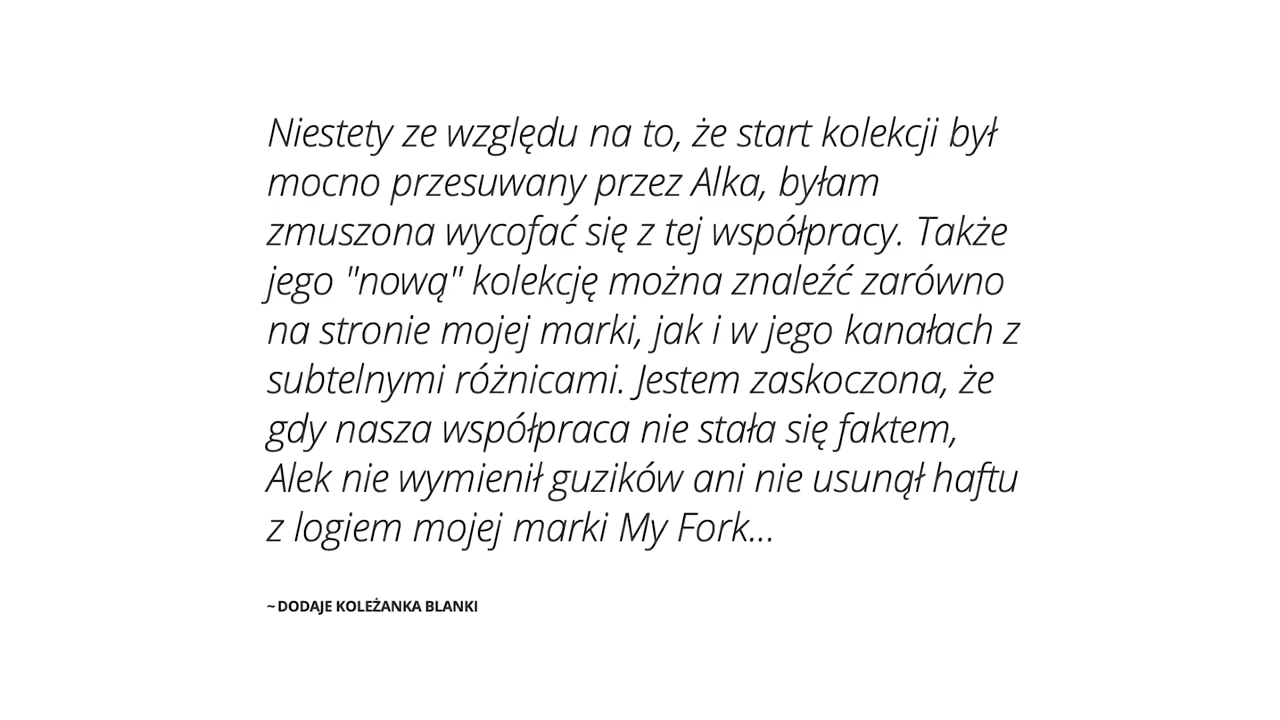 Niestety ze względu na to, że start kolekcji był
mocno przesuwany przez Alka, byłam
zmuszona wycofać się z tej współpracy. Także
jego "nową" kolekcję można znaleźć zarówno
na stronie mojej marki, jak i w jego kanałach z
subtelnymi różnicami. Jestem zaskoczona, że
gdy nasza współpraca nie stała się faktem,
Alek nie wymienił guzików ani nie usunął haftu
z logiem mojej marki My Fork...
~ DODAJE KOLEŻANKA BLANKI